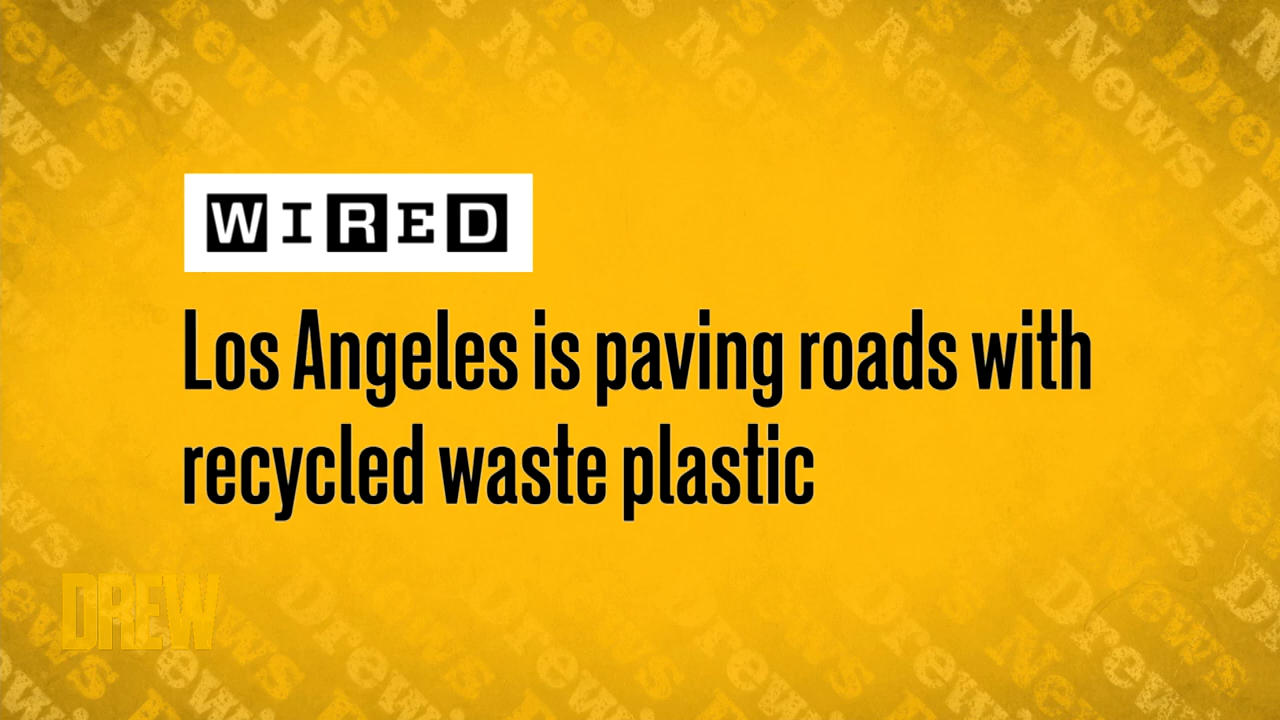 WIRED
Los Angeles is paving roads with
recycled waste plastic
DREW